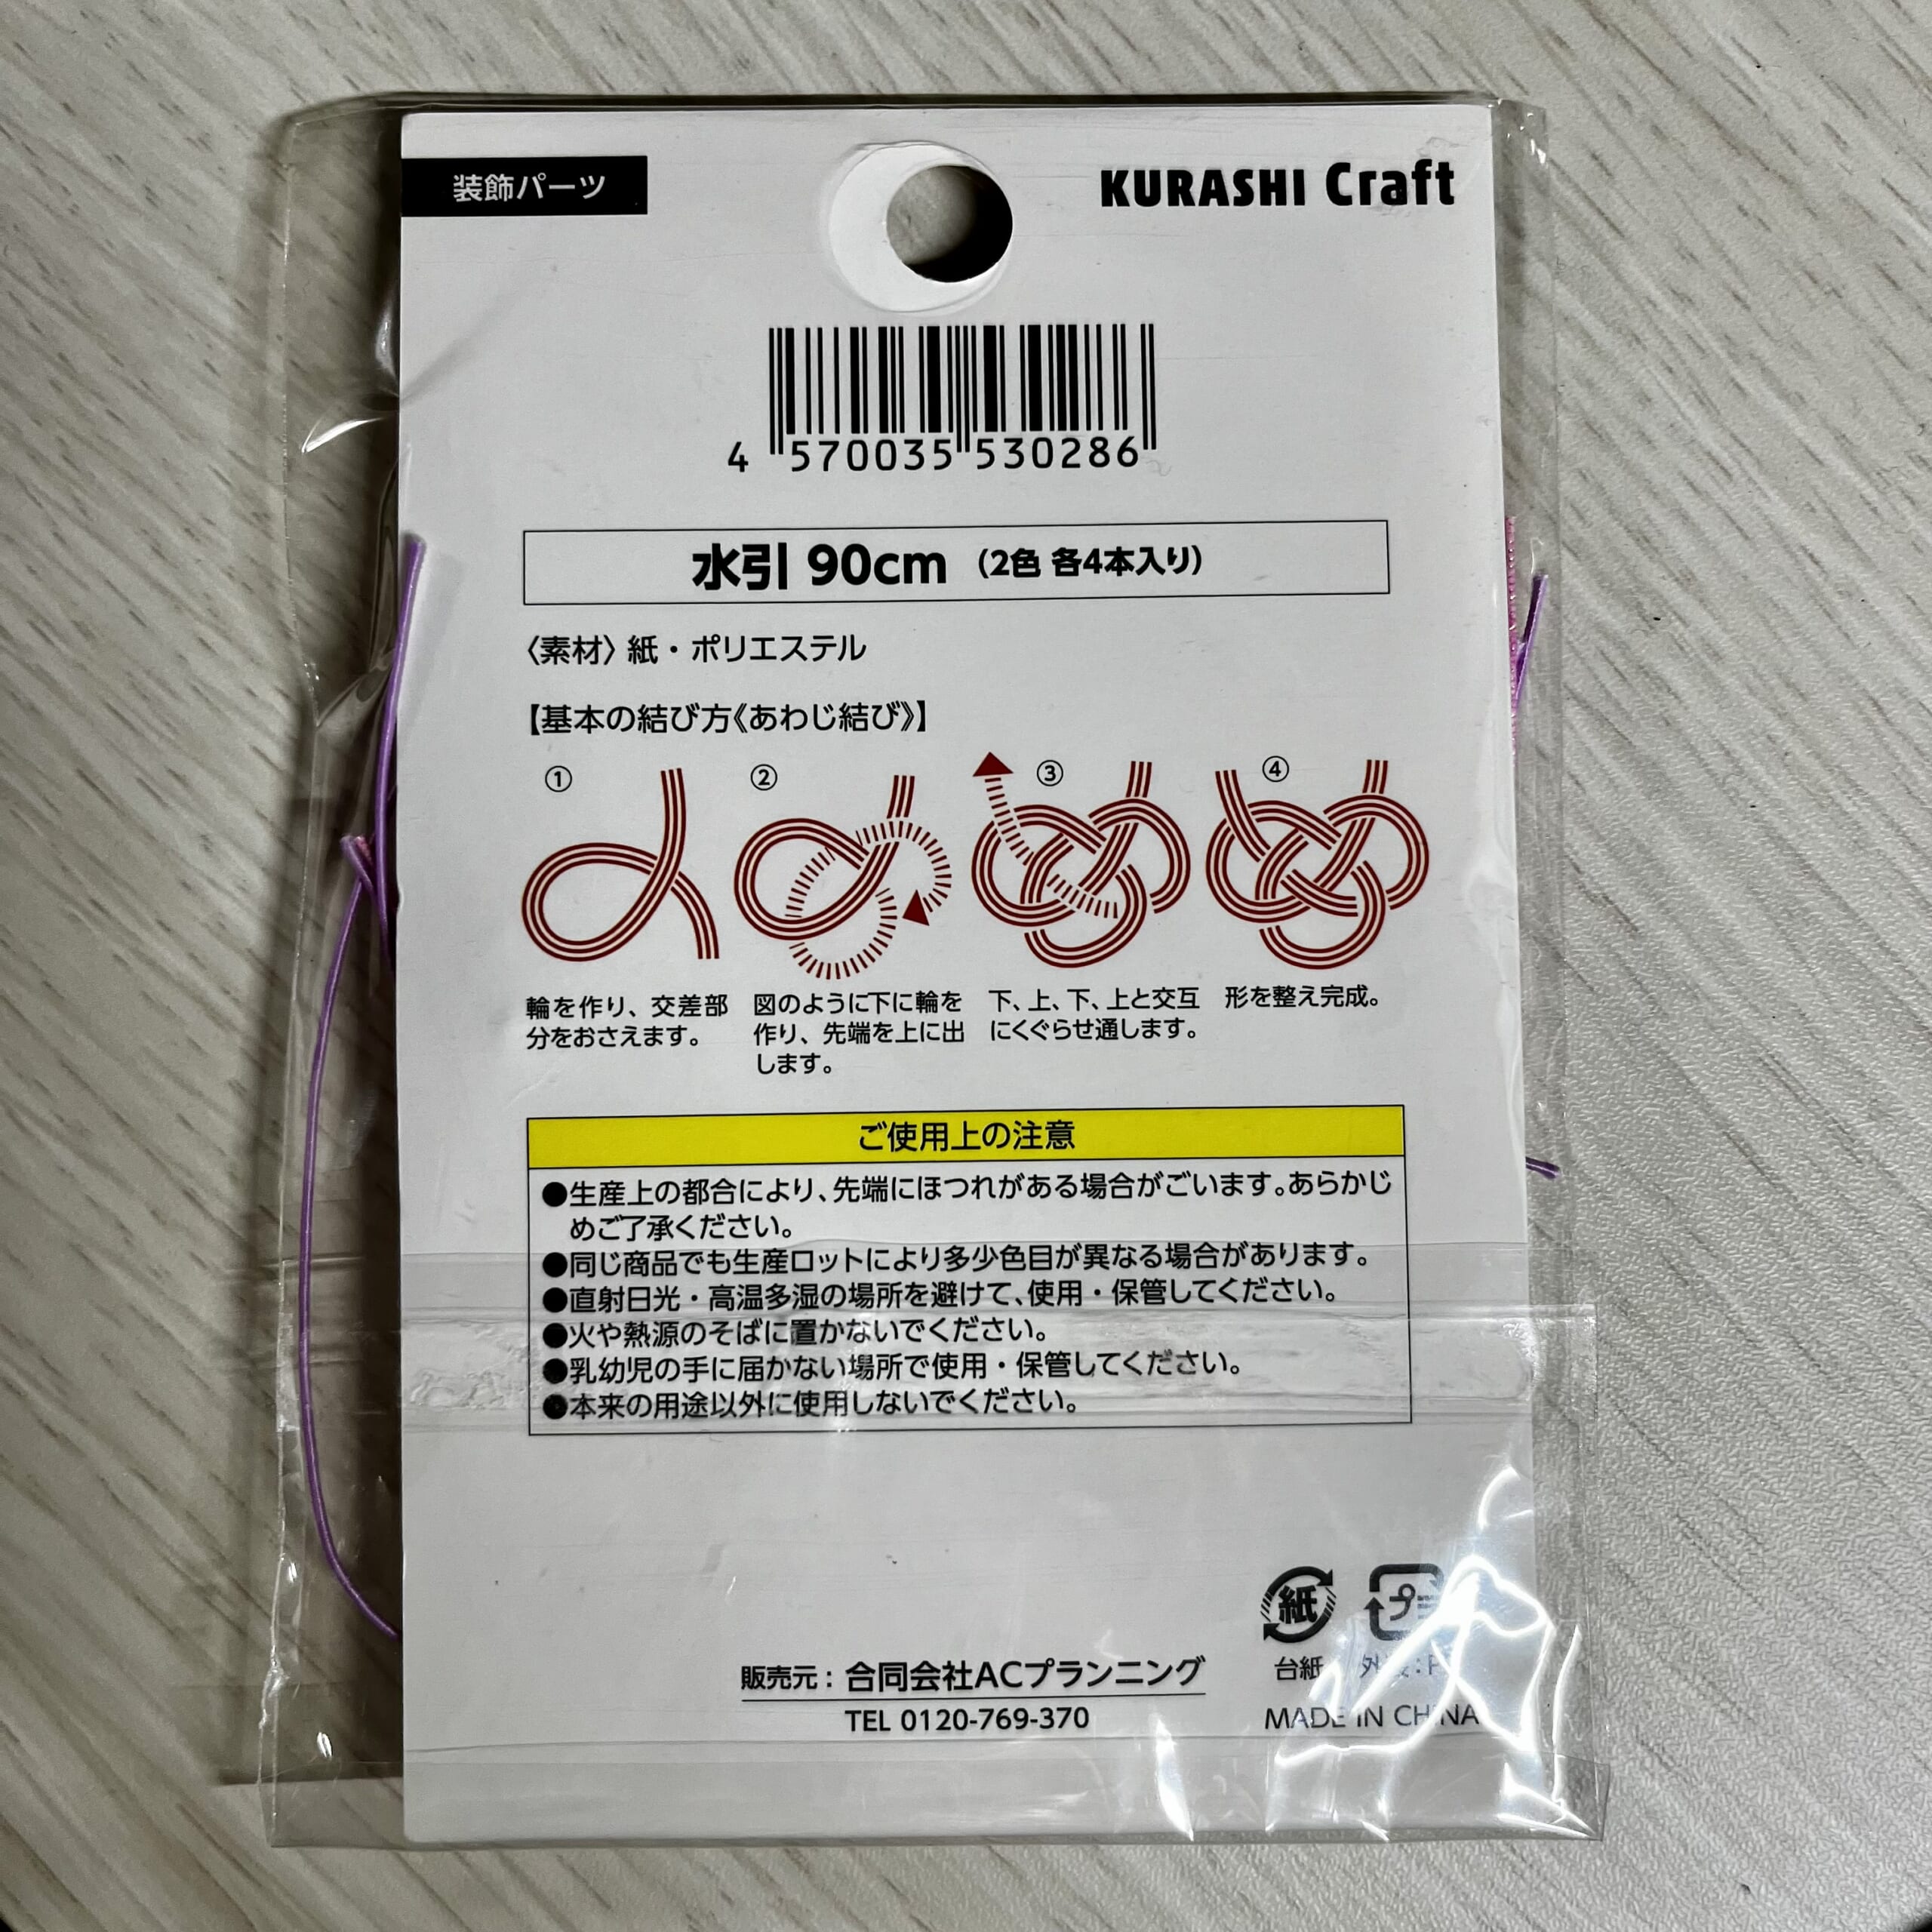 装飾パーツ
KURASHI Craft
4 570035 530286
水引 90cm (2色 各4本入り)
〈素材〉紙・ポリエステル
【基本の結び方《あわじ結び》】
① ② ③ ④
輪を作り、交差部
分をおさえます。
図のように下に輪を
作り、先端を上に出
します。
下、上、下、上と交互
にくぐらせ通します。
形を整え完成。
ご使用上の注意
●生産上の都合により、先端にほつれがある場合がごいます。あらかじ
めご了承ください。
●同じ商品でも生産ロットにより多少色目が異なる場合があります。
●直射日光・高温多湿の場所を避けて、使用・保管してください。
●火や熱源のそばに置かないでください。
●乳幼児の手に届かない場所で使用・保管してください。
●本来の用途以外に使用しないでください。
紙 プラ
台紙 外装:P
MADE IN CHINA
販売元:合同会社ACプランニング
TEL 0120-769-370